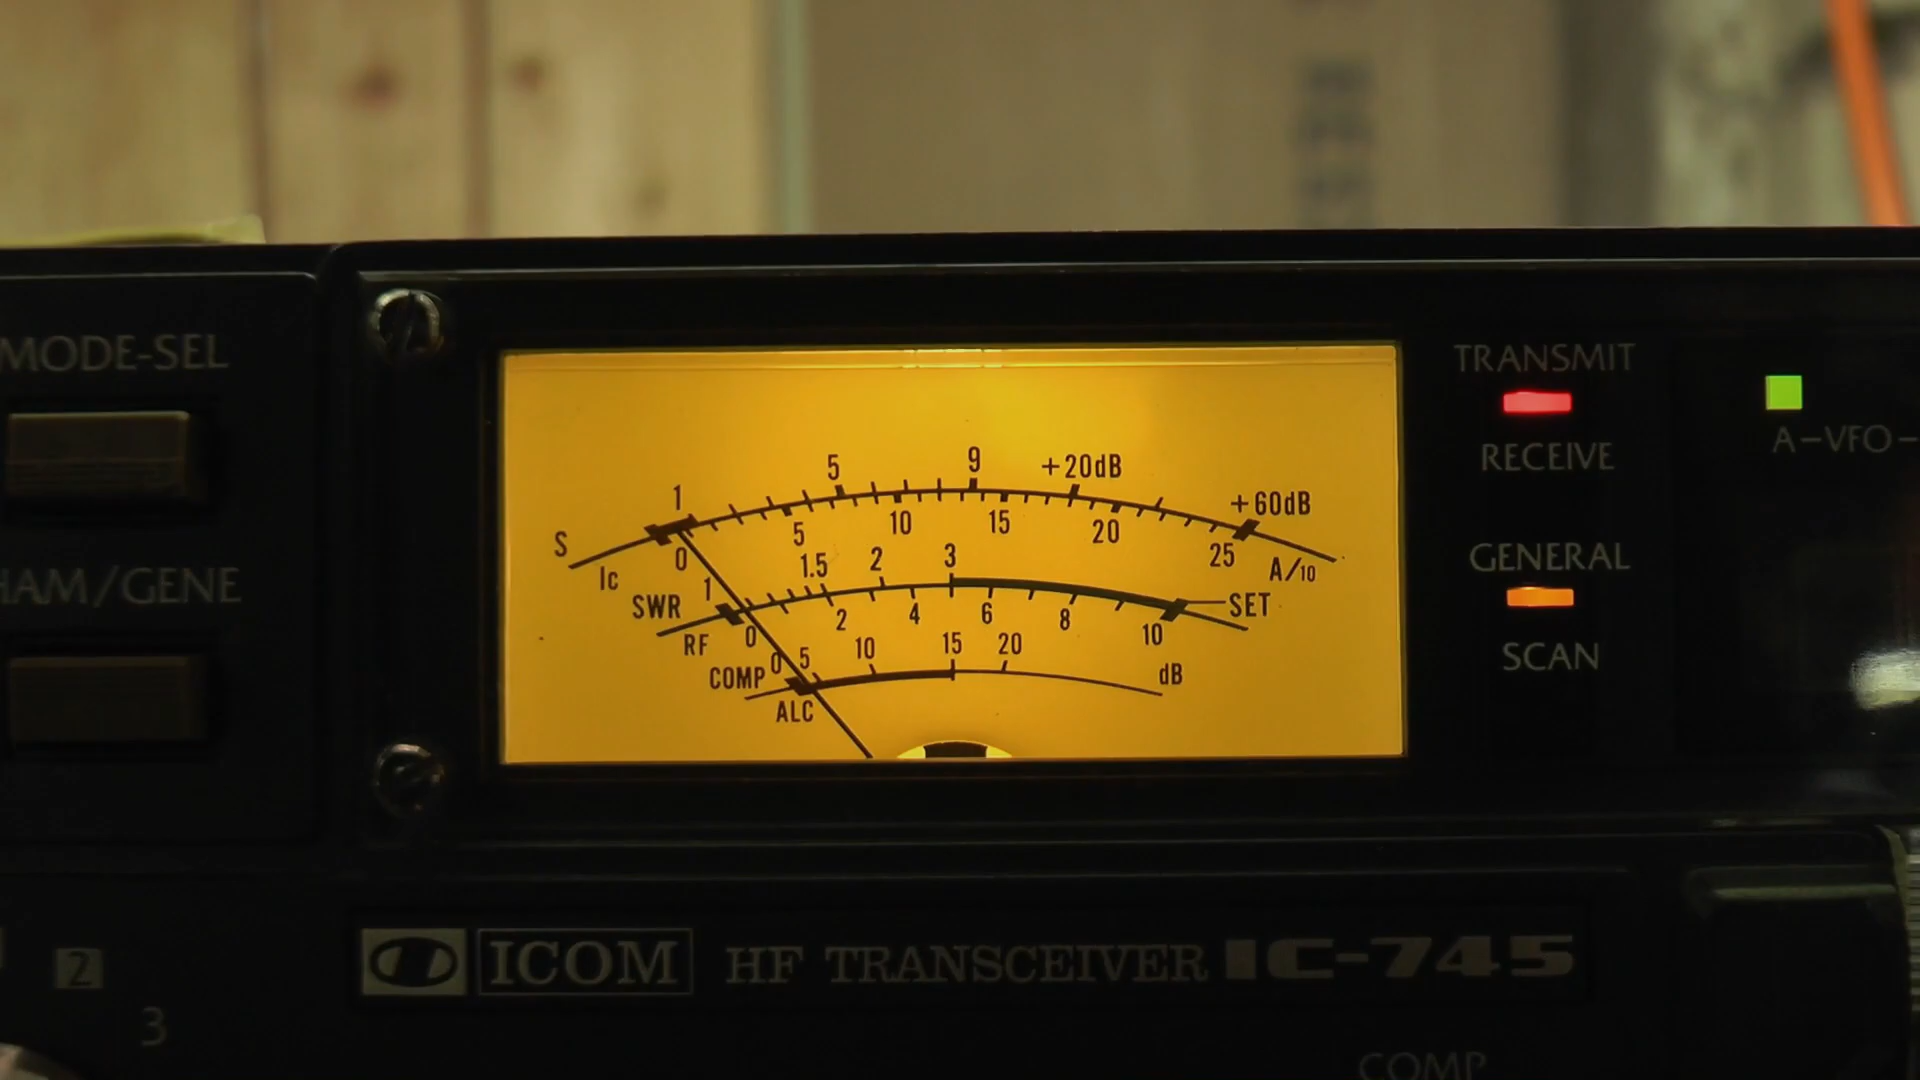 MODE-SEL
HAM/GENE
1 5 9 +20dB +60dB
S
0 5 10 15 20 25
Ic A/10
1 1.5 2 3
SWR SET
RF 0 2 4 6 8 10
COMP 0 5 10 15 20 dB
ALC
TRANSMIT
RECEIVE
GENERAL
SCAN
A-VFO-
ICOM HF TRANSCEIVER IC-745
2
3
COMP